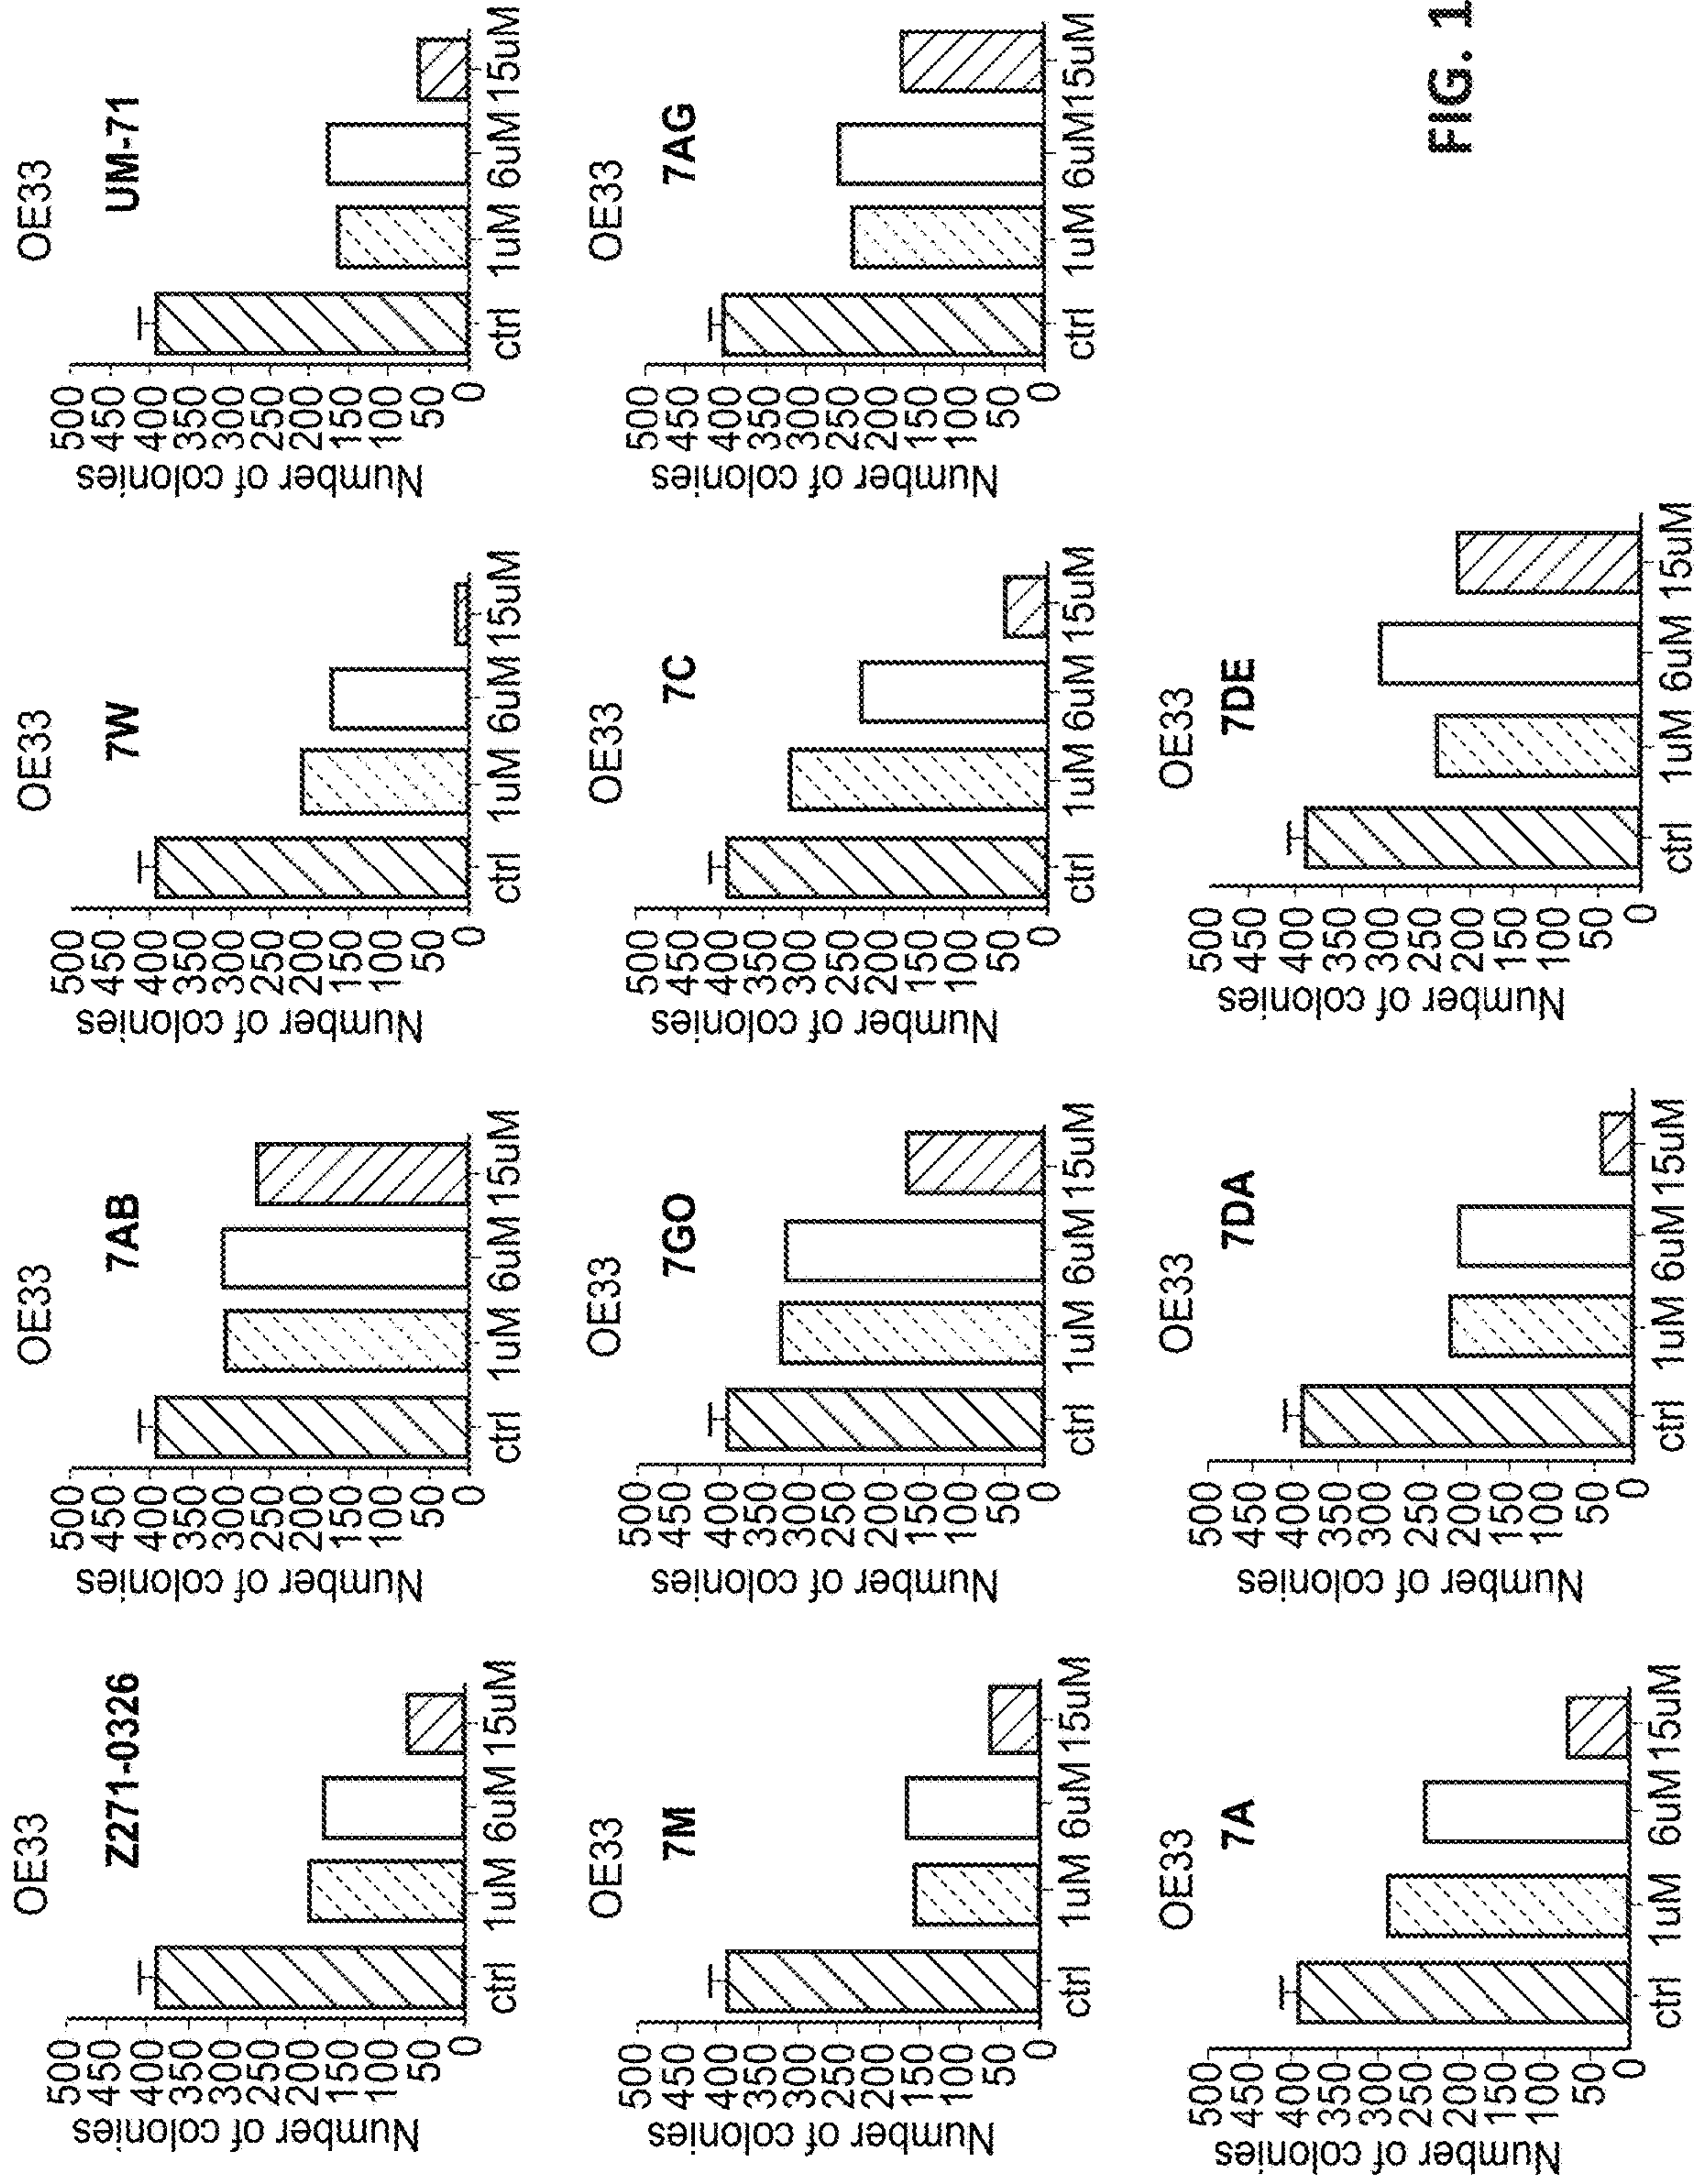 OE33
Z271-0326
Number of colonies
500
450
400
350
300
250
200
150
100
50
0
ctrl 1uM 6uM 15uM
OE33
7AB
Number of colonies
500
450
400
350
300
250
200
150
100
50
0
ctrl 1uM 6uM 15uM
OE33
7W
Number of colonies
500
450
400
350
300
250
200
150
100
50
0
ctrl 1uM 6uM 15uM
OE33
UM-71
Number of colonies
500
450
400
350
300
250
200
150
100
50
0
ctrl 1uM 6uM 15uM
OE33
7M
Number of colonies
500
450
400
350
300
250
200
150
100
50
0
ctrl 1uM 6uM 15uM
OE33
7GO
Number of colonies
500
450
400
350
300
250
200
150
100
50
0
ctrl 1uM 6uM 15uM
OE33
7C
Number of colonies
500
450
400
350
300
250
200
150
100
50
0
ctrl 1uM 6uM 15uM
OE33
7AG
Number of colonies
500
450
400
350
300
250
200
150
100
50
0
ctrl 1uM 6uM 15uM
OE33
7A
Number of colonies
500
450
400
350
300
250
200
150
100
50
0
ctrl 1uM 6uM 15uM
OE33
7DA
Number of colonies
500
450
400
350
300
250
200
150
100
50
0
ctrl 1uM 6uM 15uM
OE33
7DE
Number of colonies
500
450
400
350
300
250
200
150
100
50
0
ctrl 1uM 6uM 15uM
FIG. 1